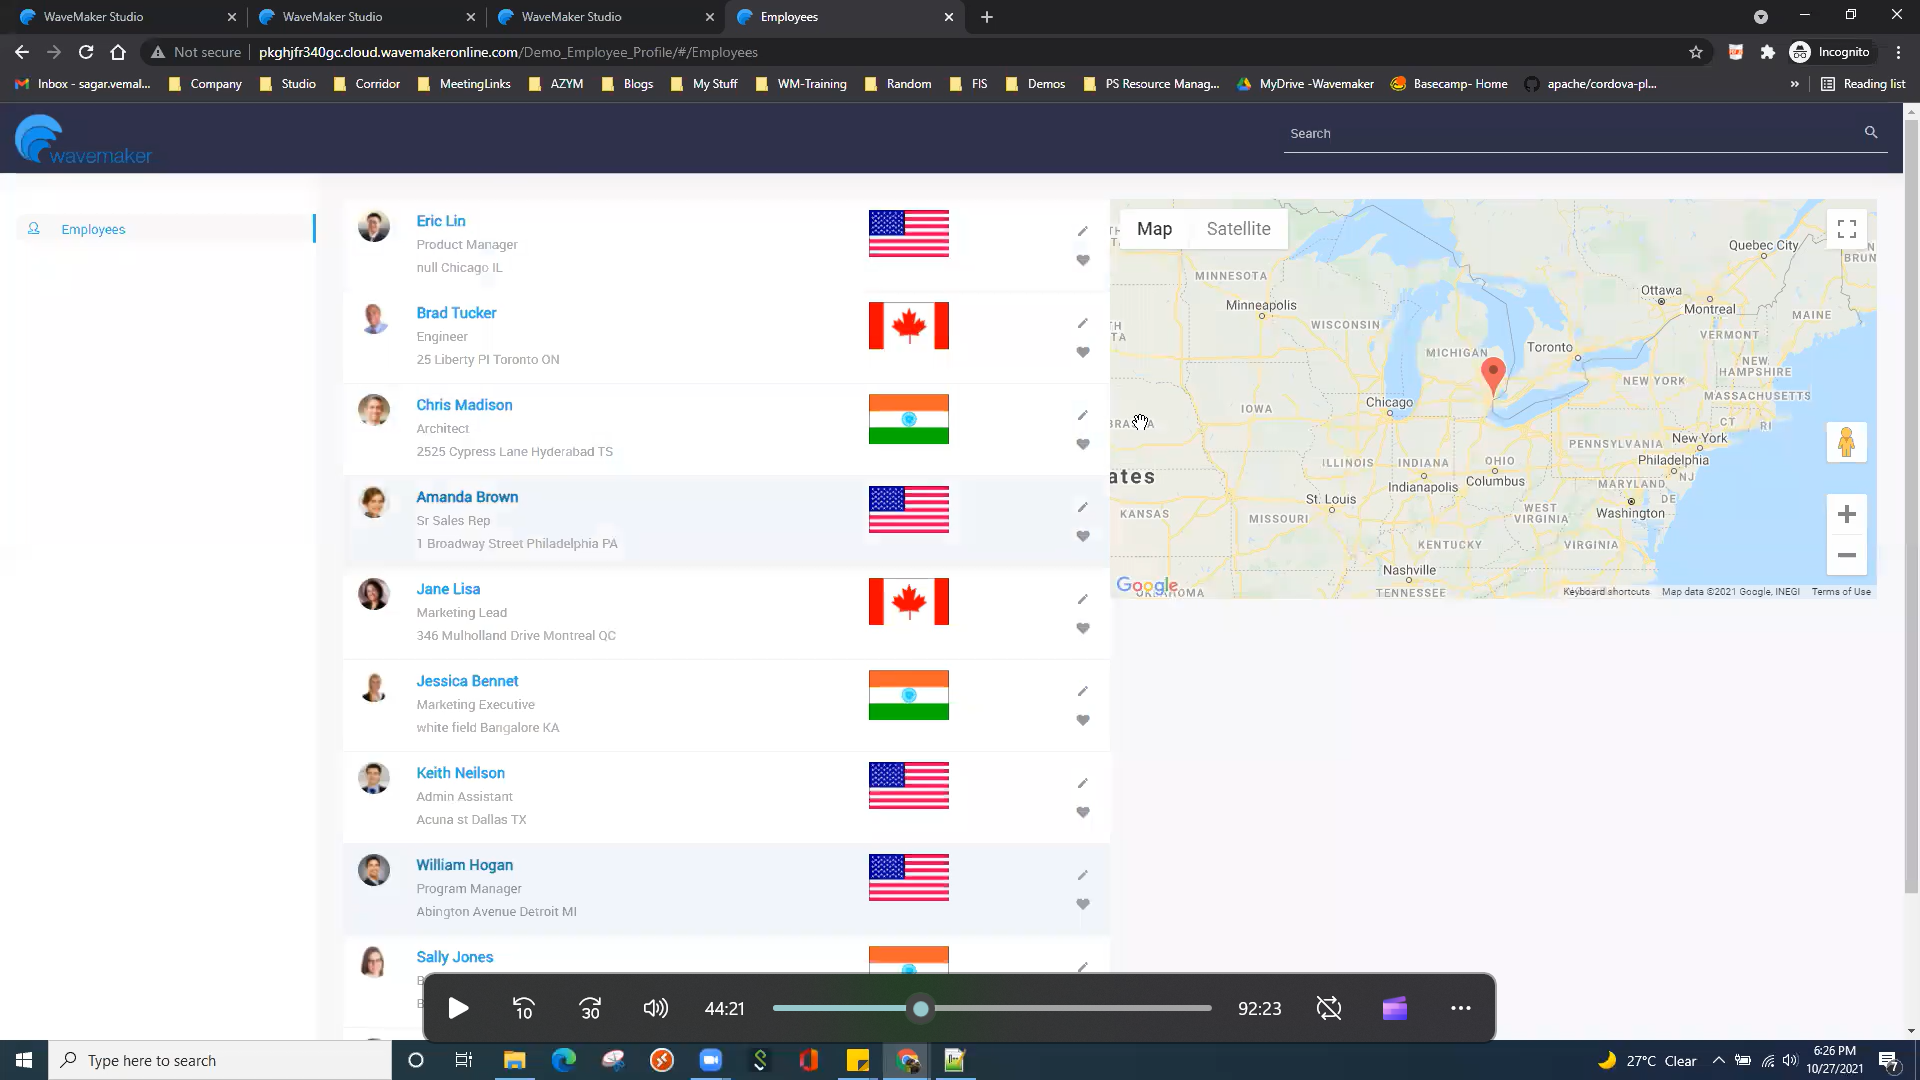 WaveMaker Studio
WaveMaker Studio
WaveMaker Studio
Employees
Not secure
pkghjfr340gc.cloud.wavemakeronline.com/Demo_Employee_Profile/#/Employees
Incognito
Inbox - sagar.vemal...
Company
Studio
Corridor
MeetingLinks
AZYM
Blogs
My Stuff
WM-Training
Random
FIS
Demos
PS Resource Manag...
MyDrive -Wavemaker
Basecamp- Home
apache/cordova-pl...
»
Reading list
wavemaker
Search
Employees
Eric Lin
Product Manager
null Chicago IL
Brad Tucker
Engineer
25 Liberty Pl Toronto ON
Chris Madison
Architect
2525 Cypress Lane Hyderabad TS
Amanda Brown
Sr Sales Rep
1 Broadway Street Philadelphia PA
Jane Lisa
Marketing Lead
346 Mulholland Drive Montreal QC
Jessica Bennet
Marketing Executive
white field Bangalore KA
Keith Neilson
Admin Assistant
Acuna st Dallas TX
William Hogan
Program Manager
Abington Avenue Detroit MI
Sally Jones
Map
Satellite
Quebec City
BRUN
MINNESOTA
Ottawa
Minneapolis
Montreal
MAINE
WISCONSIN
VERMONT
Toronto
MICHIGAN
NEW
HAMPSHIRE
NEW YORK
MASSACHUSETTS
Chicago
IOWA
CT
RI
PENNSYLVANIA
New York
OHIO
Philadelphia
ILLINOIS
INDIANA
NJ
ates
Indianapolis
Columbus
MARYLAND
DE
St. Louis
WEST
VIRGINIA
Washington
KANSAS
MISSOURI
KENTUCKY
VIRGINIA
Nashville
TENNESSEE
Google
OKLAHOMA
Keyboard shortcuts
Map data ©2021 Google, INEGI
Terms of Use
10
30
44:21
92:23
Type here to search
27°C Clear
6:26 PM
10/27/2021
7